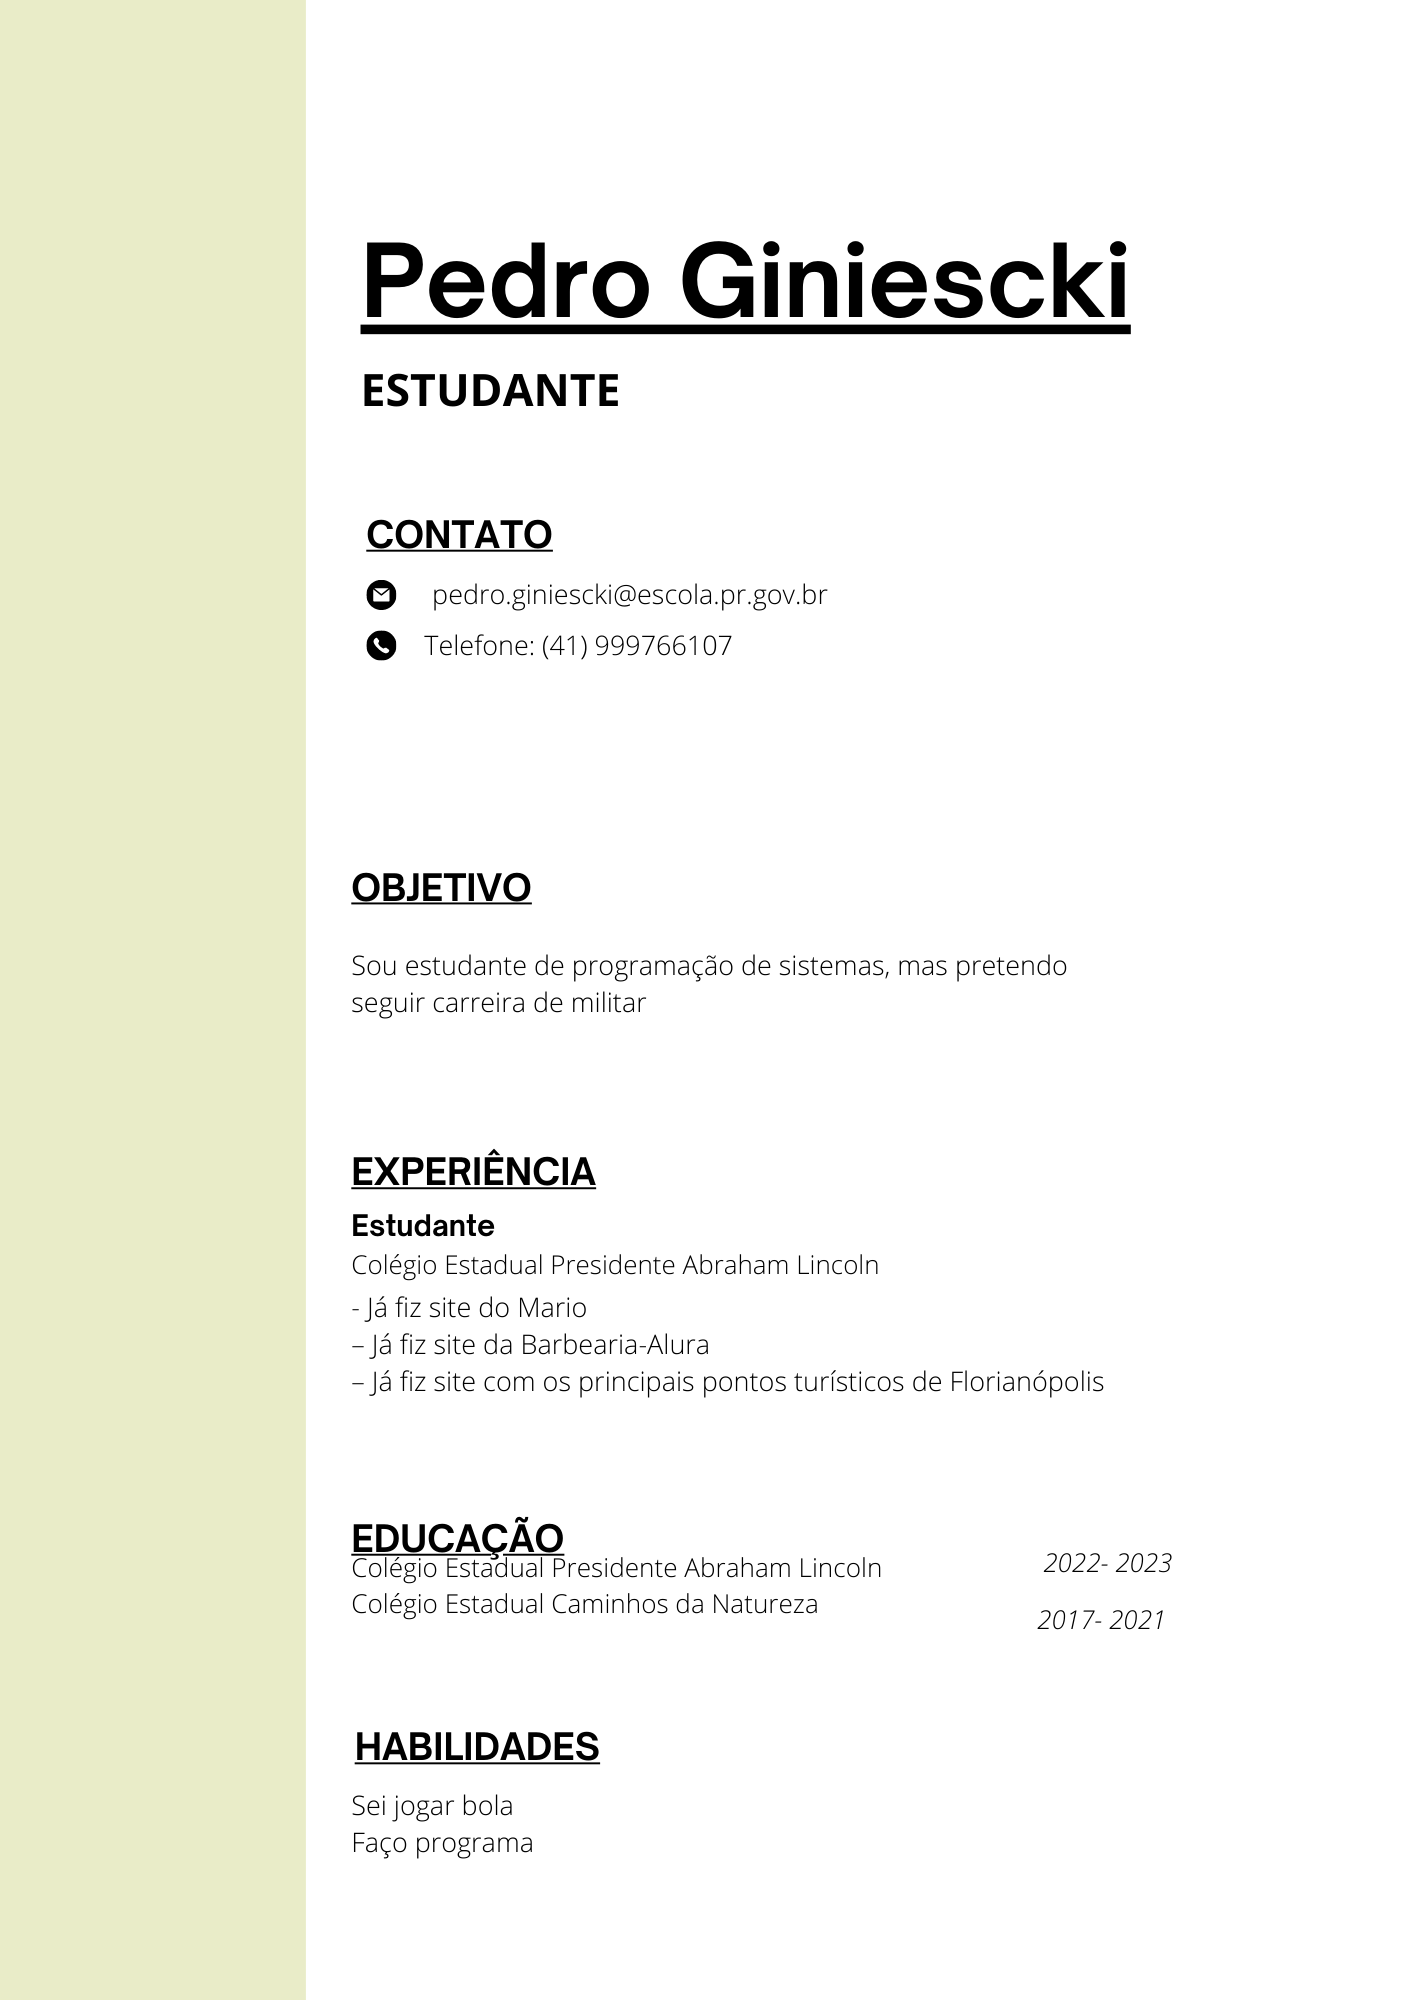 Pedro Giniescki
ESTUDANTE
CONTATO
pedro.giniescki@escola.pr.gov.br
Telefone: (41) 999766107
OBJETIVO
Sou estudante de programação de sistemas, mas pretendo
seguir carreira de militar
EXPERIÊNCIA
Estudante
Colégio Estadual Presidente Abraham Lincoln
- Já fiz site do Mario
– Já fiz site da Barbearia-Alura
– Já fiz site com os principais pontos turísticos de Florianópolis
EDUCAÇÃO
Colégio Estadual Presidente Abraham Lincoln 2022- 2023
Colégio Estadual Caminhos da Natureza 2017- 2021
HABILIDADES
Sei jogar bola
Faço programa